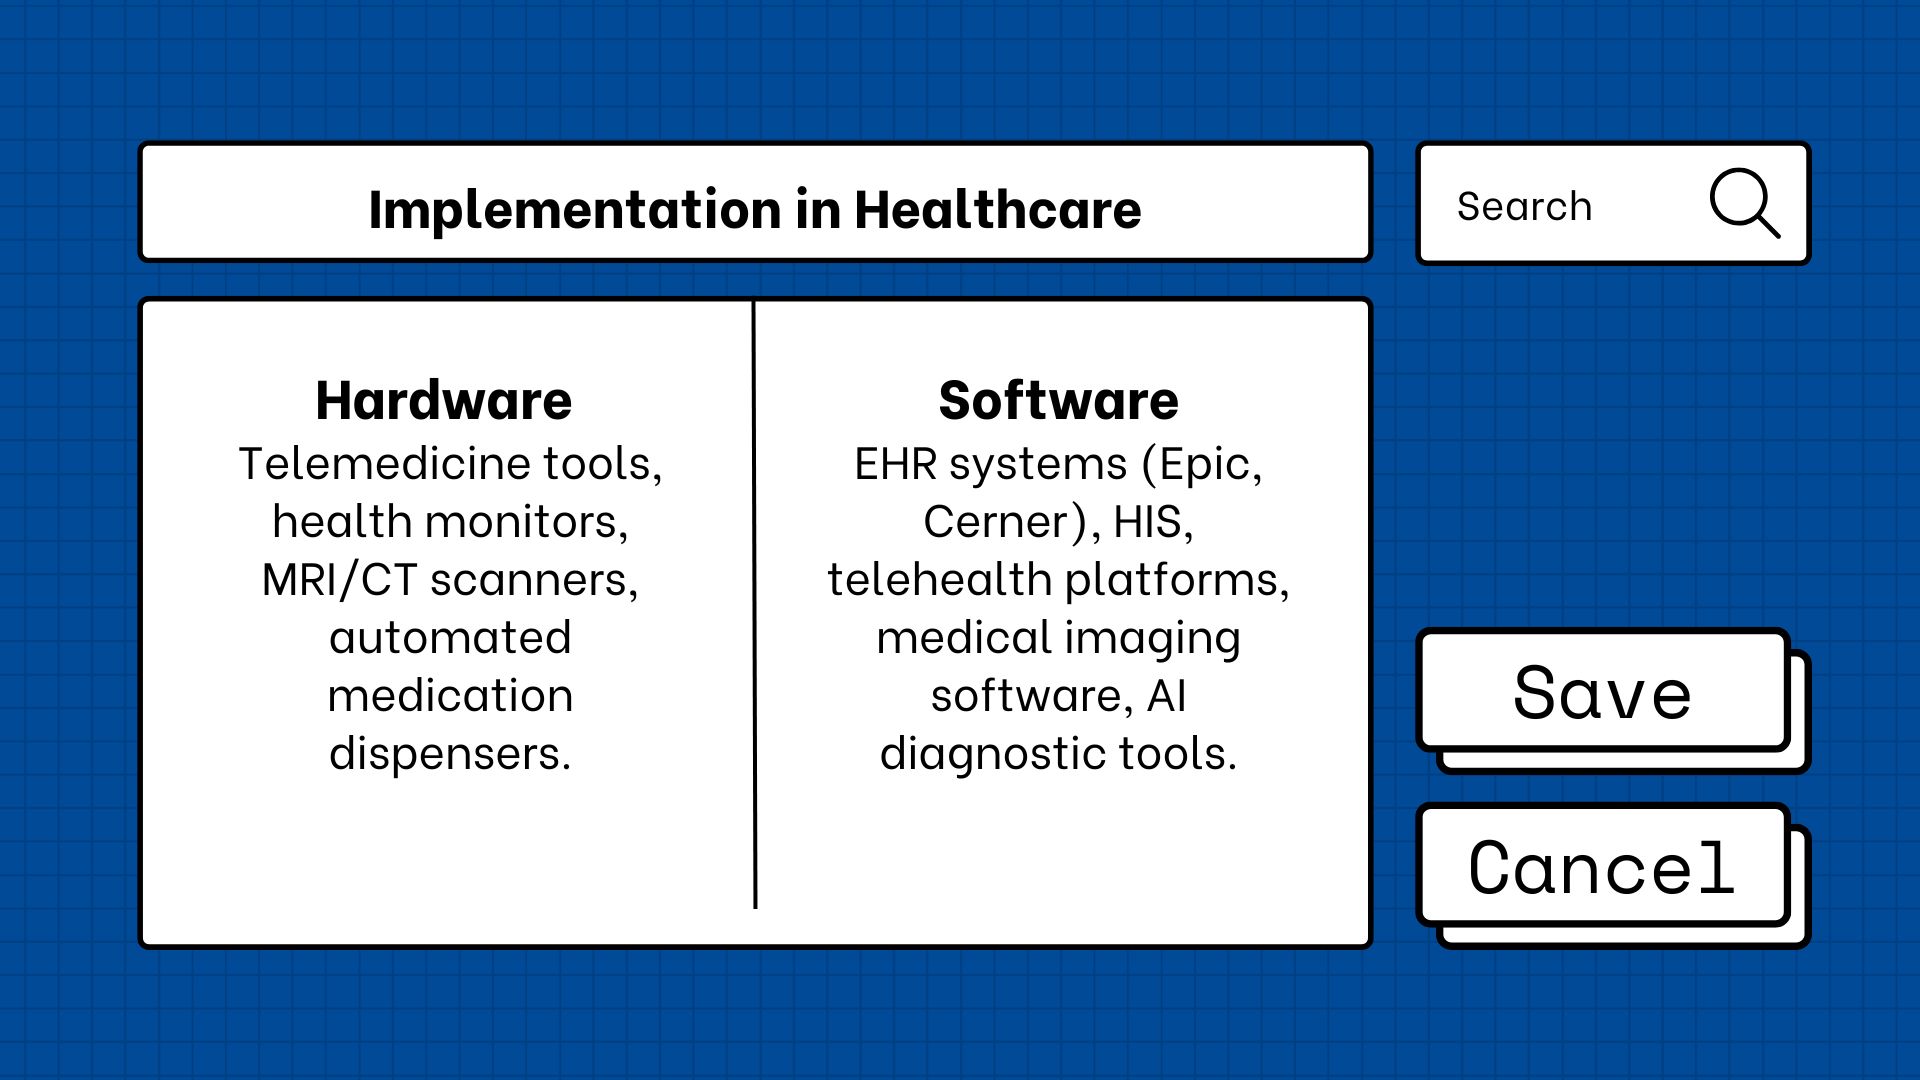 Implementation in Healthcare
Search
Hardware
Telemedicine tools,
health monitors,
MRI/CT scanners,
automated
medication
dispensers.
Software
EHR systems (Epic,
Cerner), HIS,
telehealth platforms,
medical imaging
software, AI
diagnostic tools.
Save
Cancel